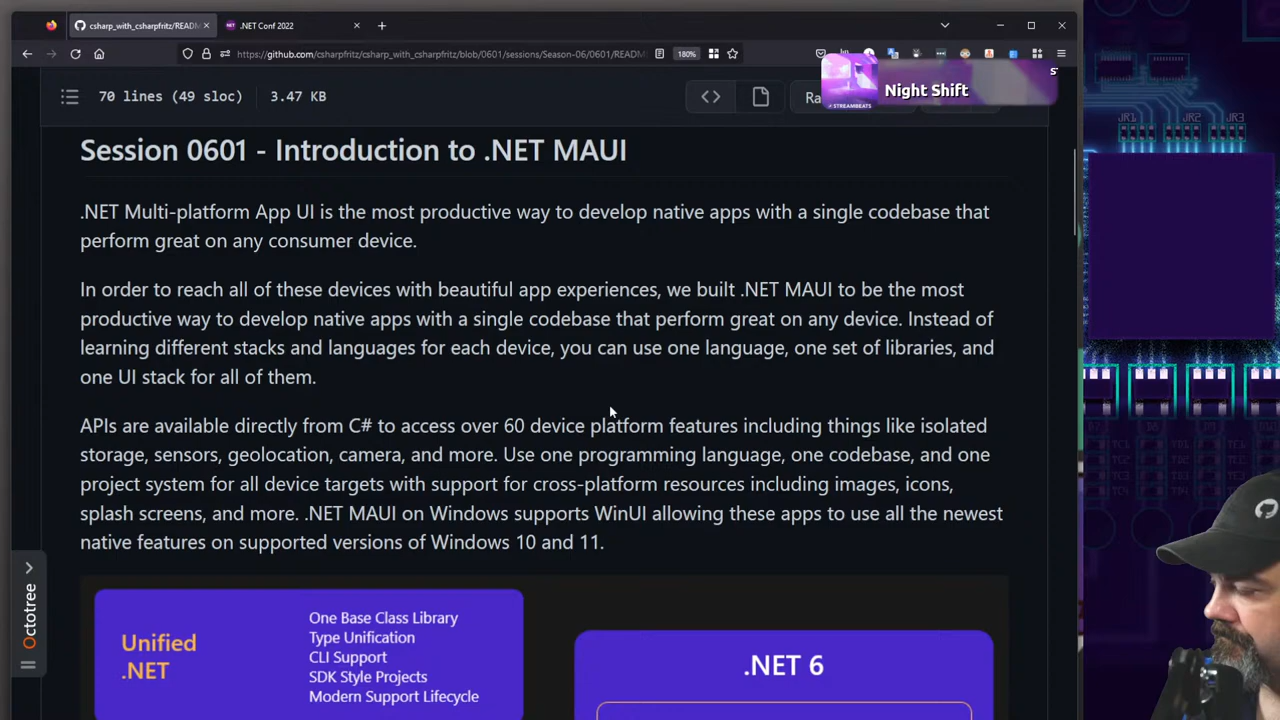 csharp_with_csharpfritz/READM
.NET Conf 2022
https://github.com/csharpfritz/csharp_with_csharpfritz/blob/0601/sessions/Season-06/0601/READM
180%
70 lines (49 sloc)
3.47 KB
Ra
Night Shift
STREAMBEATS
S
Session 0601 - Introduction to .NET MAUI
.NET Multi-platform App UI is the most productive way to develop native apps with a single codebase that
perform great on any consumer device.
In order to reach all of these devices with beautiful app experiences, we built .NET MAUI to be the most
productive way to develop native apps with a single codebase that perform great on any device. Instead of
learning different stacks and languages for each device, you can use one language, one set of libraries, and
one UI stack for all of them.
APIs are available directly from C# to access over 60 device platform features including things like isolated
storage, sensors, geolocation, camera, and more. Use one programming language, one codebase, and one
project system for all device targets with support for cross-platform resources including images, icons,
splash screens, and more. .NET MAUI on Windows supports WinUI allowing these apps to use all the newest
native features on supported versions of Windows 10 and 11.
Unified
.NET
One Base Class Library
Type Unification
CLI Support
SDK Style Projects
Modern Support Lifecycle
.NET 6
Octotree
JR1
JR2
JR3